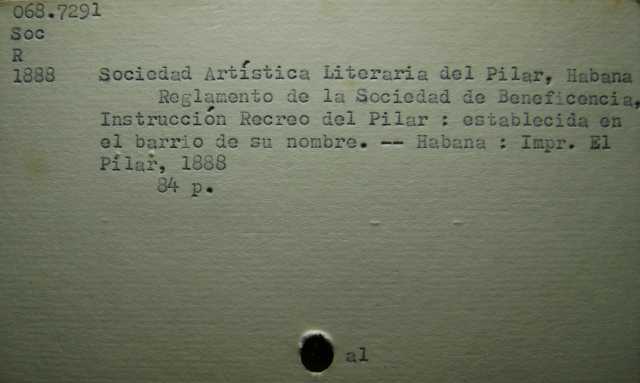 068.7291
Soc
R
1888 Sociedad Artística Literaria del Pilar, Habana
Reglamento de la Sociedad de Beneficencia,
Instrucción Recreo del Pilar : establecida en
el barrio de su nombre. -- Habana : Impr. El
Pilar, 1888
84 p.
al